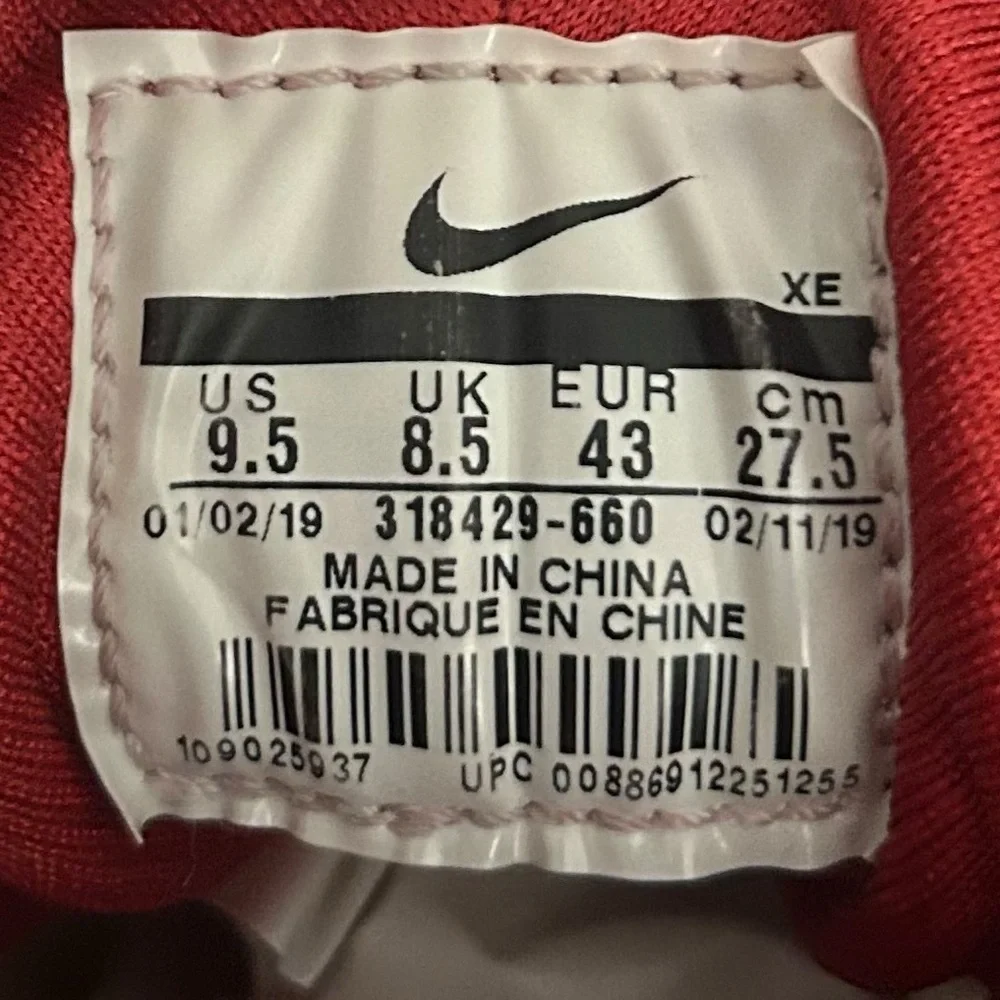 XE
US UK EUR cm
9.5 8.5 43 27.5
01/02/19 318429-660 02/11/19
MADE IN CHINA
FABRIQUE EN CHINE
109025937 UPC 00886912251255